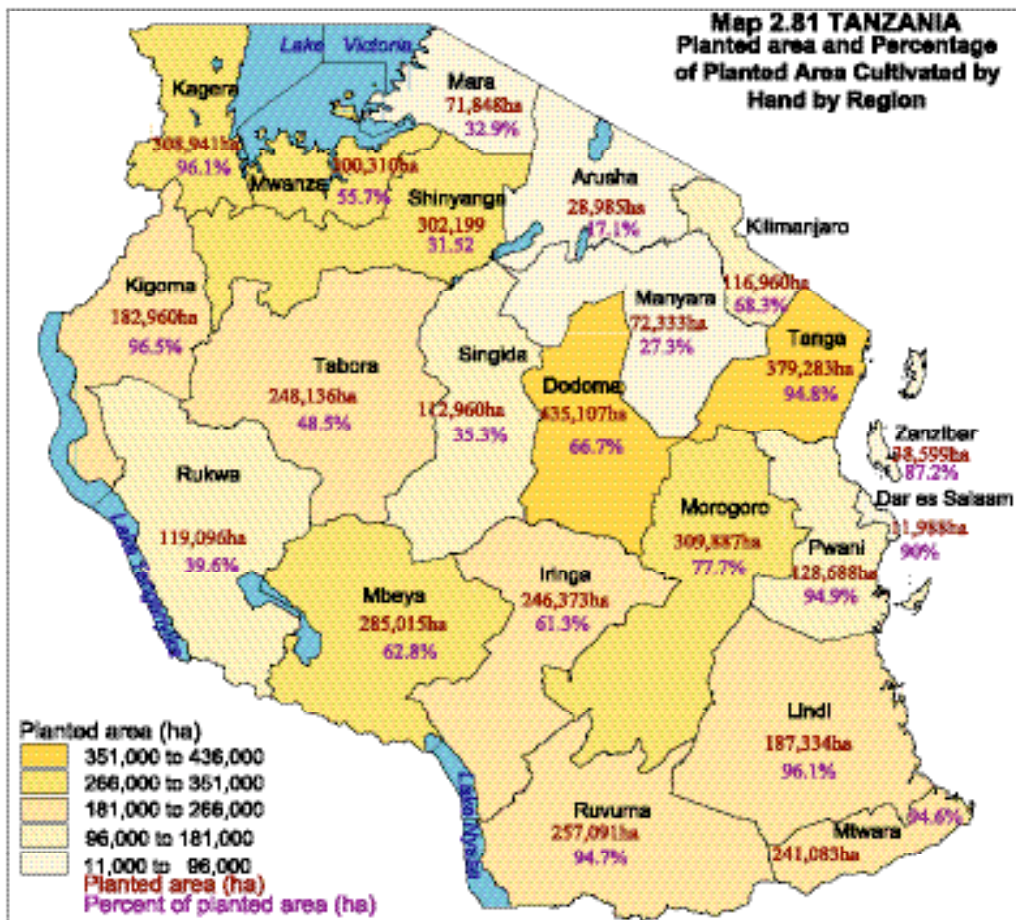 Map 2.81 TANZANIA
Planted area and Percentage
of Planted Area Cultivated by
Hand by Region
Lake Victoria
Kagera
308,941ha
96.1%
Mara
71,848ha
32.9%
Mwanza
300,310ha
55.7%
Shinyanga
302,199
31.52
Arusha
28,985ha
17.1%
Kilimanjaro
116,960ha
68.3%
Kigoma
182,960ha
96.5%
Manyara
72,333ha
27.3%
Tanga
379,283ha
94.8%
Tabora
248,136ha
48.5%
Singida
112,960ha
35.3%
Dodoma
435,107ha
66.7%
Zanzibar
87.2%
Rukwa
119,096ha
39.6%
Lake Tanganyika
Morogoro
309,887ha
77.7%
Dar es Salaam
11,988ha
90%
Pwani
128,688ha
94.9%
Mbeya
285,015ha
62.8%
Iringa
246,373ha
61.3%
Lindi
187,334ha
96.1%
Lake Nyasa
Ruvuma
257,091ha
94.7%
Mtwara
241,083ha
94.6%
Planted area (ha)
351,000 to 436,000
266,000 to 351,000
181,000 to 266,000
96,000 to 181,000
11,000 to 96,000
Planted area (ha)
Percent of planted area (ha)